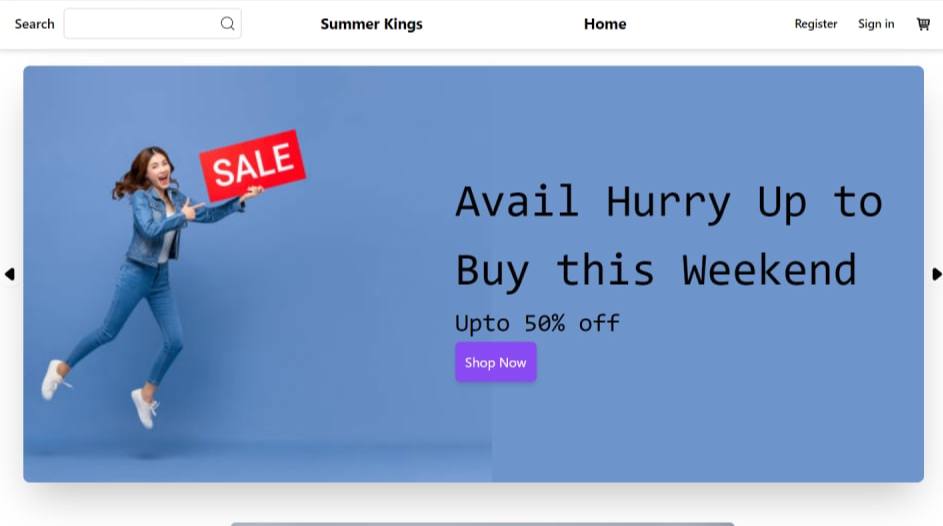 Search
Summer Kings
Home
Register
Sign in
SALE
Avail Hurry Up to
Buy this Weekend
Upto 50% off
Shop Now